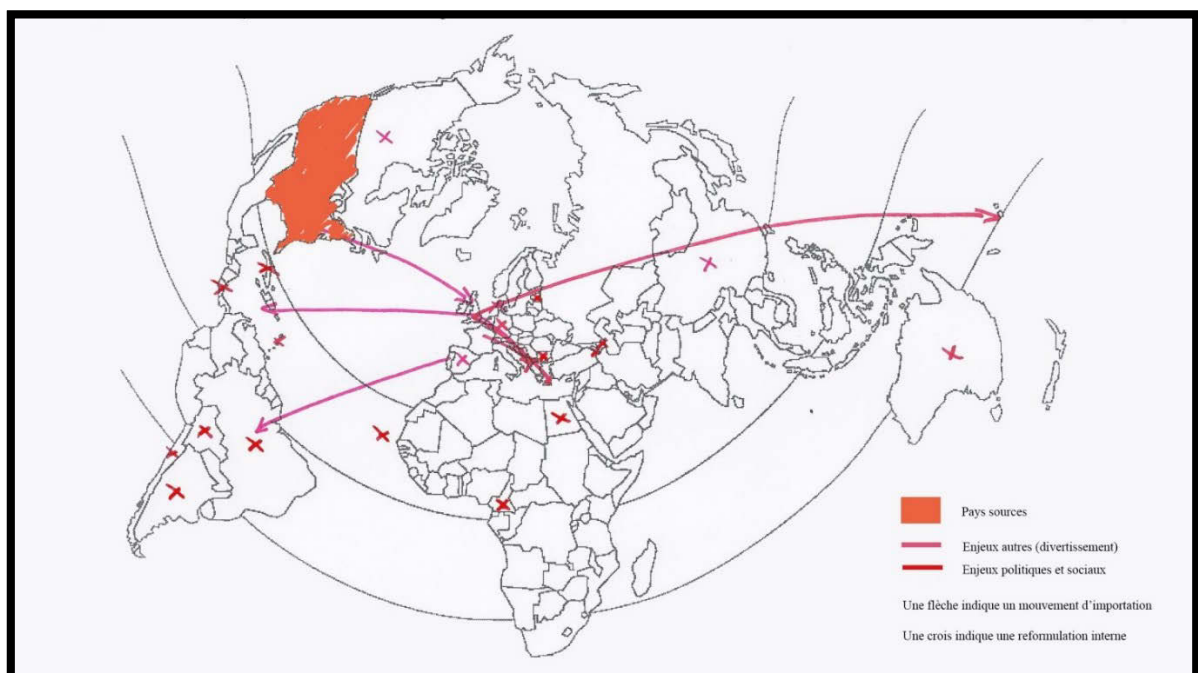 Pays sources
Enjeux autres (divertissement)
Enjeux politiques et sociaux
Une flèche indique un mouvement d’importation
Une crois indique une reformulation interne